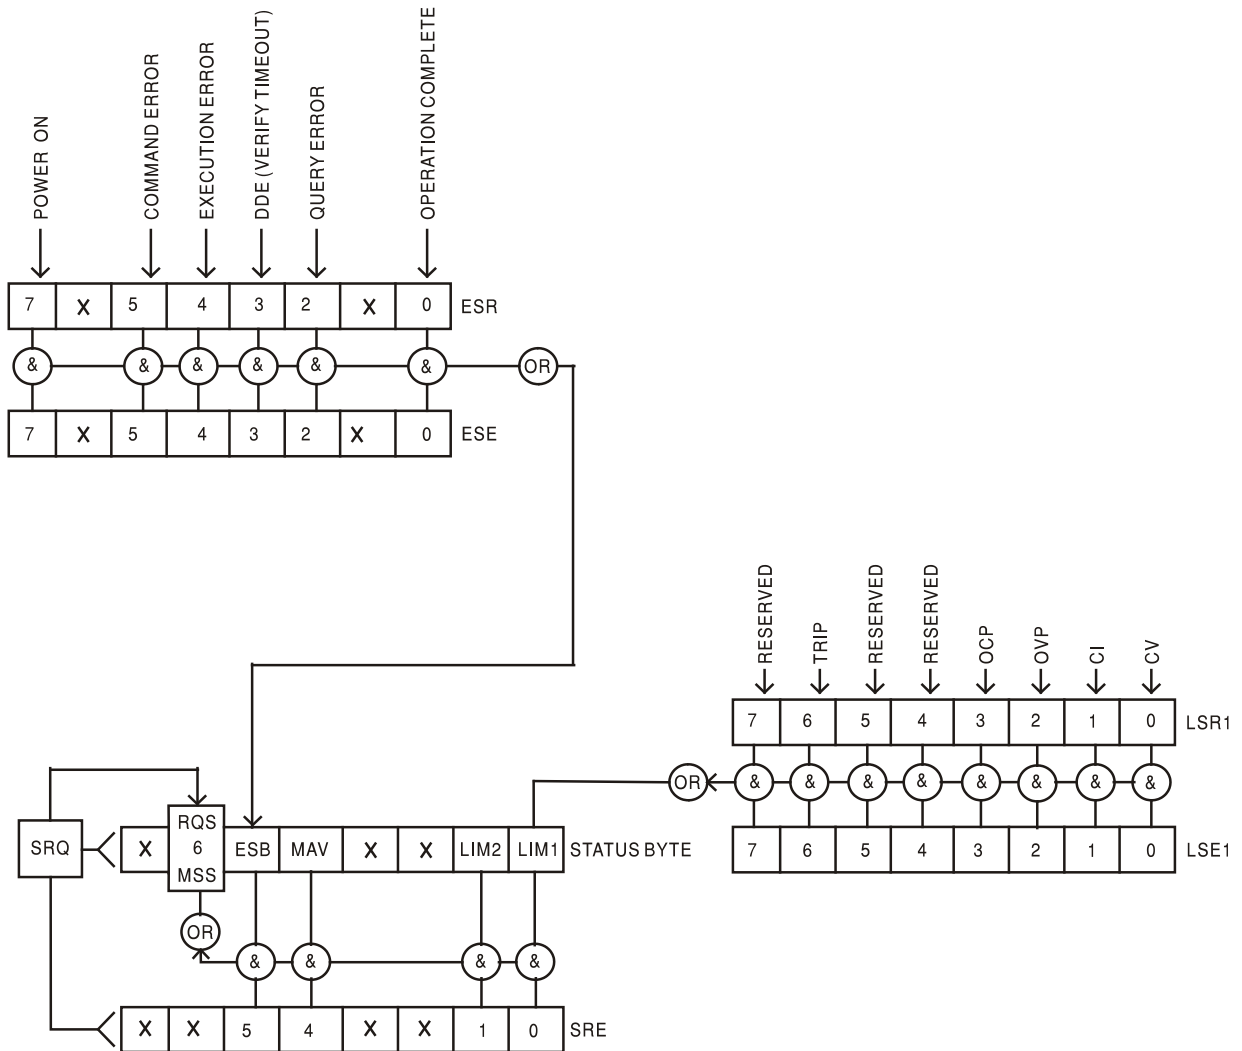 POWER ON
COMMAND ERROR
EXECUTION ERROR
DDE (VERIFY TIMEOUT)
QUERY ERROR
OPERATION COMPLETE
7 X 5 4 3 2 X 0 ESR
& & & & & & OR
7 X 5 4 3 2 X 0 ESE
RESERVED
TRIP
RESERVED
RESERVED
OCP
OVP
CI
CV
7 6 5 4 3 2 1 0 LSR1
OR & & & & & & & &
7 6 5 4 3 2 1 0 LSE1
SRQ
X RQS 6 MSS ESB MAV X X LIM2 LIM1 STATUS BYTE
OR
& & & &
X X 5 4 X X 1 0 SRE